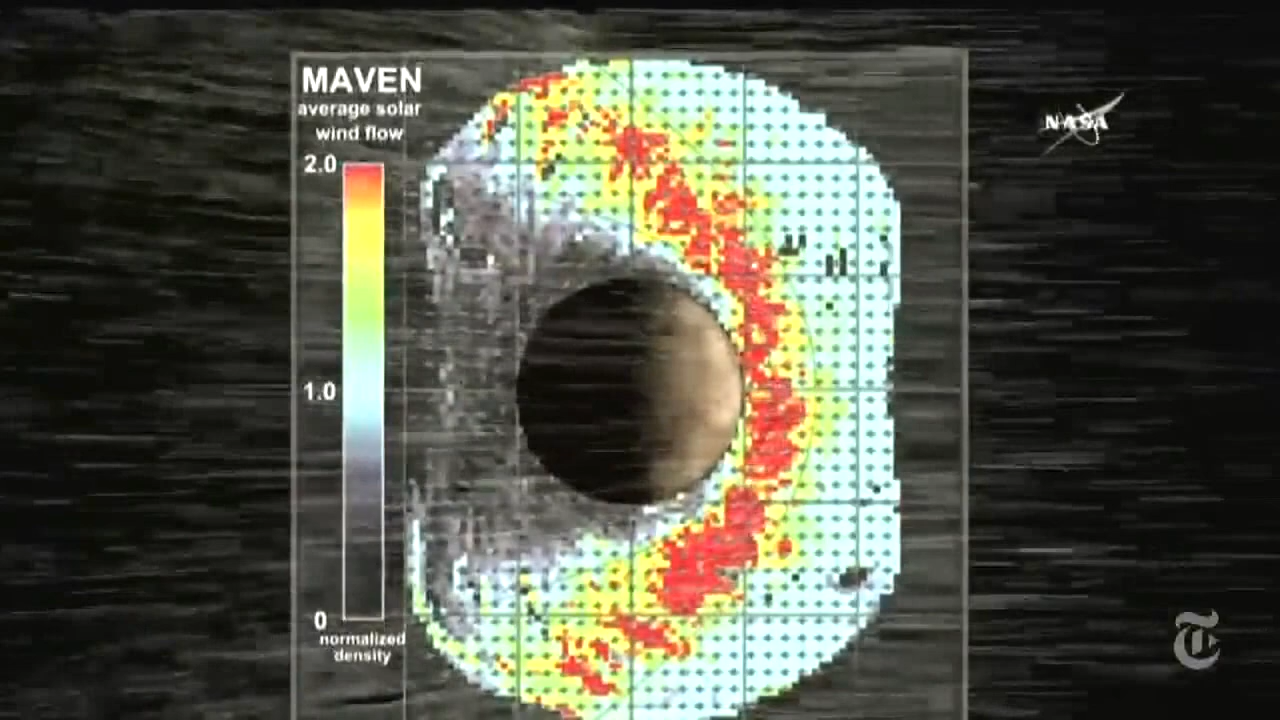 MAVEN
average solar
wind flow
2.0
1.0
0
normalized
density
NASA
T